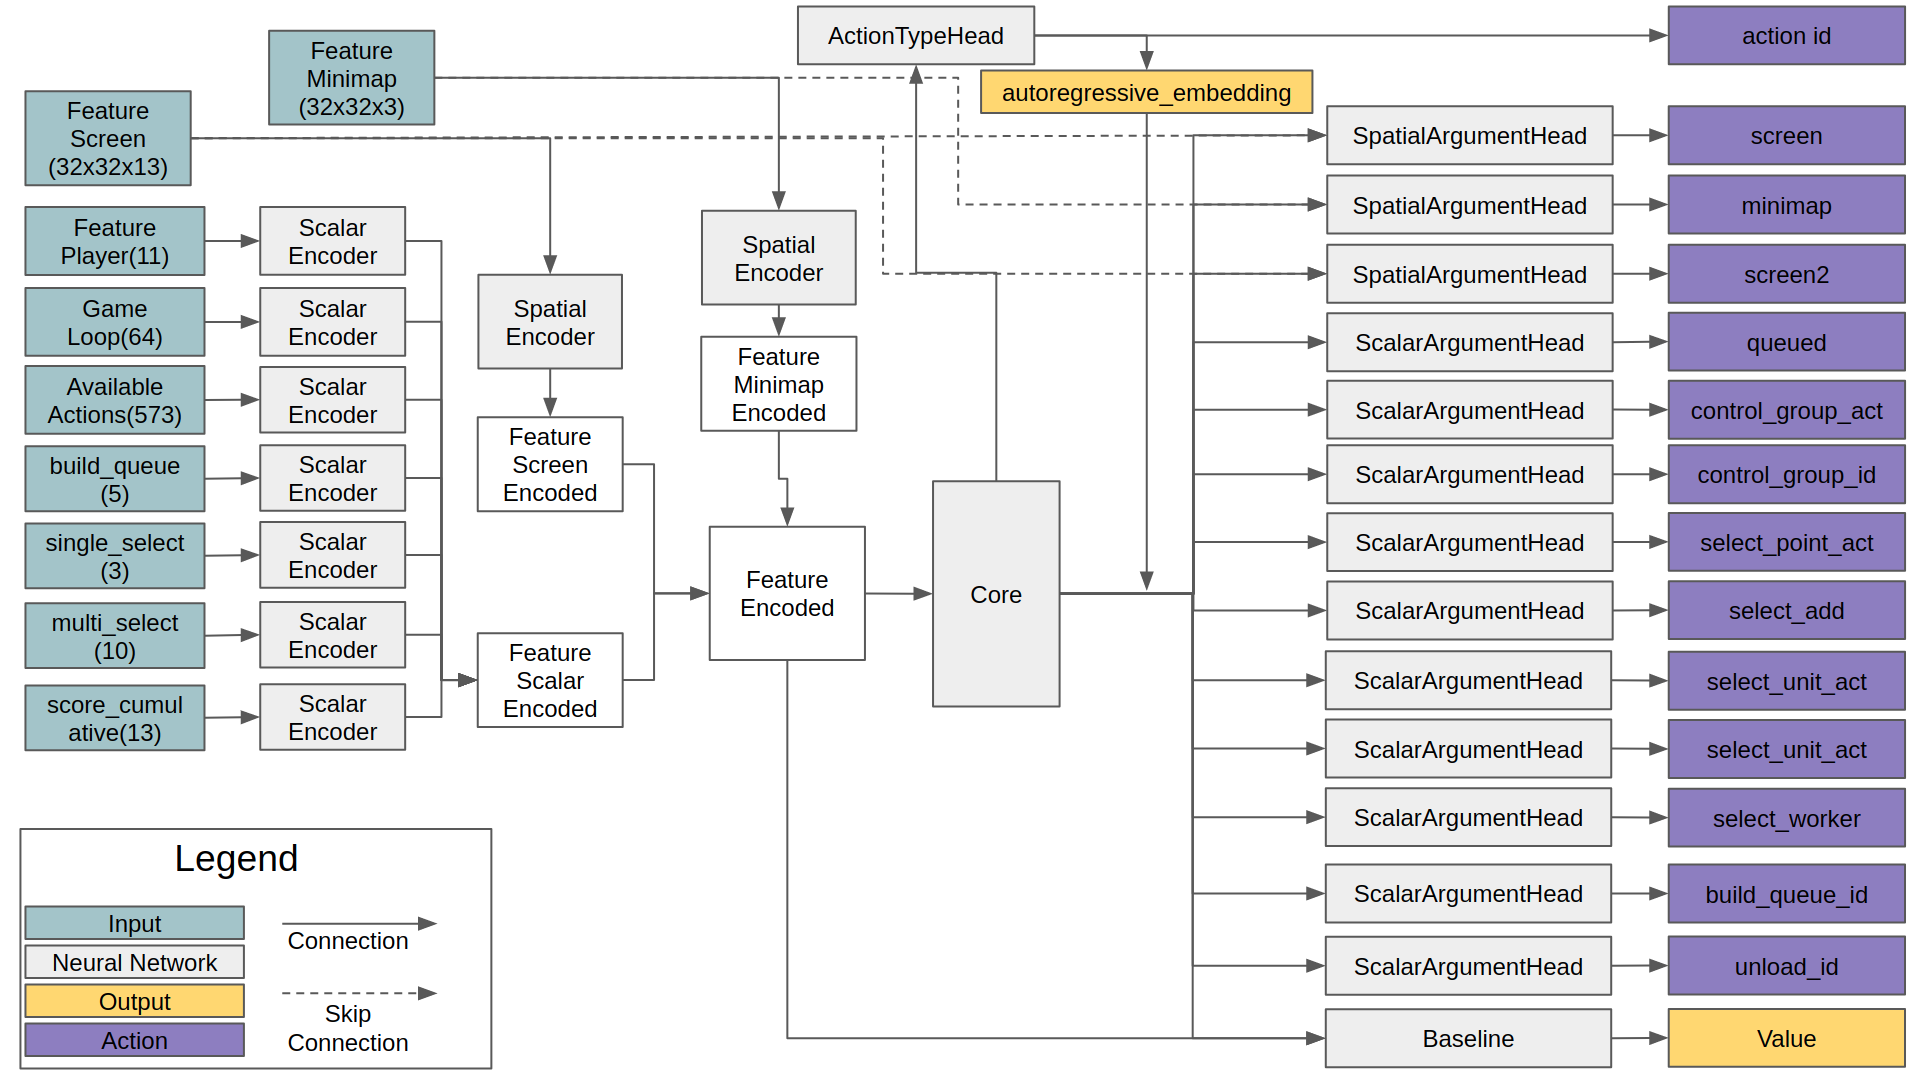 ActionTypeHead
action id
Feature
Minimap
(32x32x3)
autoregressive_embedding
Feature
Screen
(32x32x13)
SpatialArgumentHead
screen
SpatialArgumentHead
minimap
Feature
Player(11)
Scalar
Encoder
Spatial
Encoder
SpatialArgumentHead
screen2
Game
Loop(64)
Scalar
Encoder
Spatial
Encoder
ScalarArgumentHead
queued
Feature
Minimap
Encoded
Available
Actions(573)
Scalar
Encoder
ScalarArgumentHead
control_group_act
Feature
Screen
Encoded
build_queue
(5)
Scalar
Encoder
ScalarArgumentHead
control_group_id
single_select
(3)
Scalar
Encoder
ScalarArgumentHead
select_point_act
Feature
Encoded
Core
ScalarArgumentHead
select_add
multi_select
(10)
Scalar
Encoder
Feature
Scalar
Encoded
ScalarArgumentHead
select_unit_act
score_cumul
ative(13)
Scalar
Encoder
ScalarArgumentHead
select_unit_act
ScalarArgumentHead
select_worker
ScalarArgumentHead
build_queue_id
ScalarArgumentHead
unload_id
Baseline
Value
Legend
Input
Neural Network
Output
Action
Connection
Skip
Connection